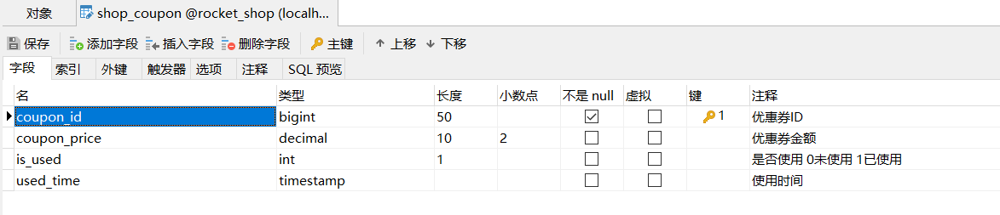 对象 shop_coupon @rocket_shop (localh...
保存 添加字段 插入字段 删除字段 主键 上移 下移
字段 索引 外键 触发器 选项 注释 SQL 预览
名 类型 长度 小数点 不是 null 虚拟 键 注释
coupon_id bigint 50 1 优惠券ID
coupon_price decimal 10 2 优惠券金额
is_used int 1 是否使用 0未使用 1已使用
used_time timestamp 使用时间